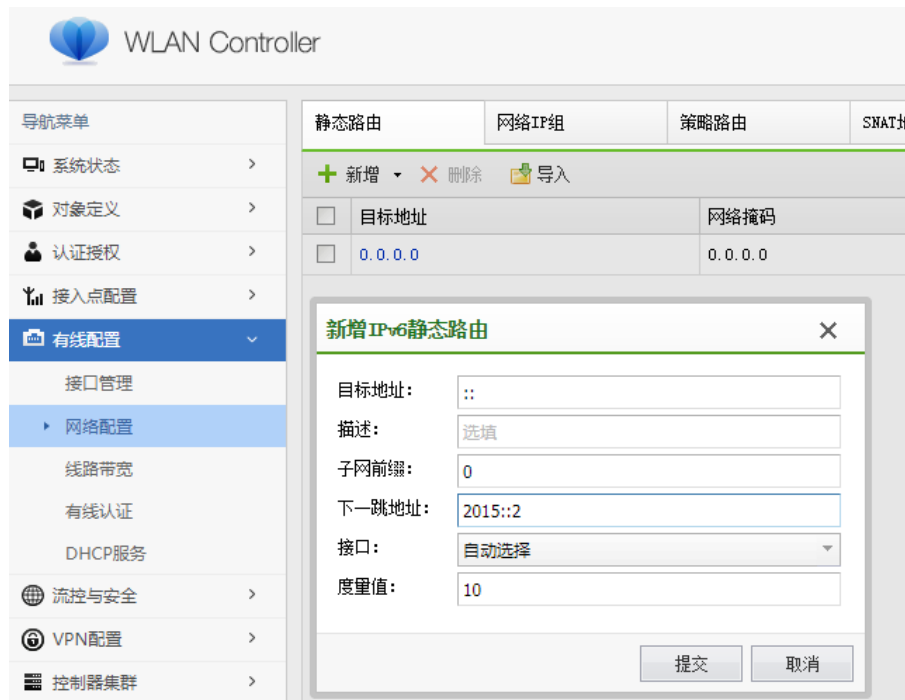 WLAN Controller
导航菜单
系统状态
对象定义
认证授权
接入点配置
有线配置
接口管理
网络配置
线路带宽
有线认证
DHCP服务
流控与安全
VPN配置
控制器集群
静态路由 网络IP组 策略路由 SNAT
新增 删除 导入
目标地址 网络掩码
0.0.0.0 0.0.0.0
新增IPv6静态路由
目标地址： ::
描述： 选填
子网前缀： 0
下一跳地址： 2015::2
接口： 自动选择
度量值： 10
提交 取消